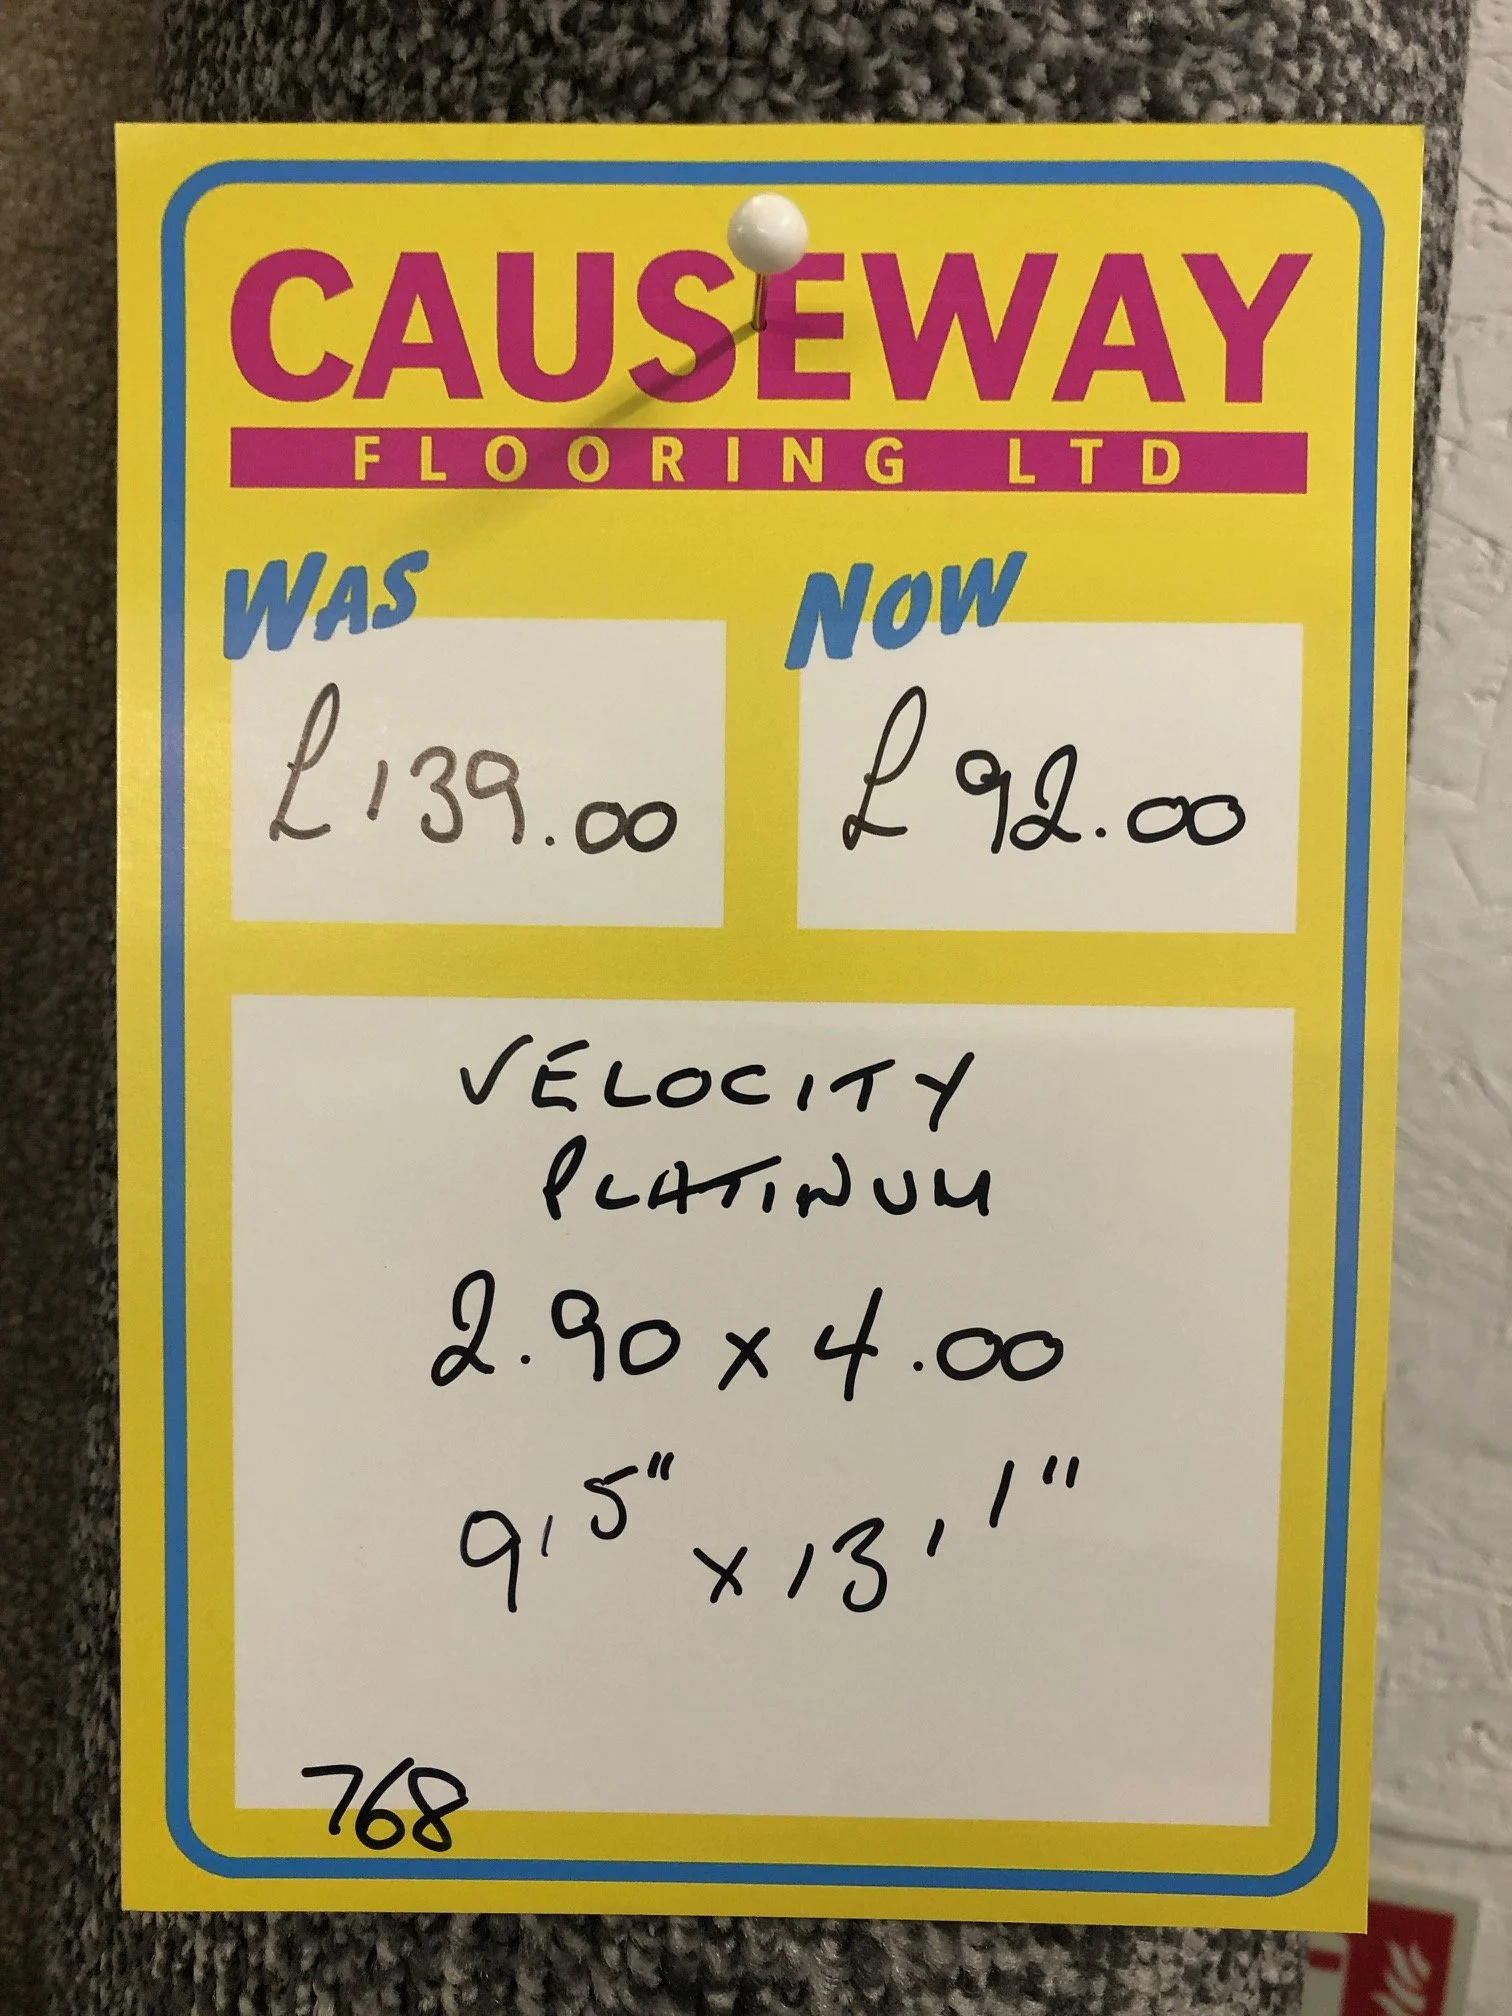 CAUSEWAY
FLOORING LTD
WAS
NOW
£139.00
£92.00
VELOCITY
PLATINUM
2.90 x 4.00
9'5" x 13'1"
768